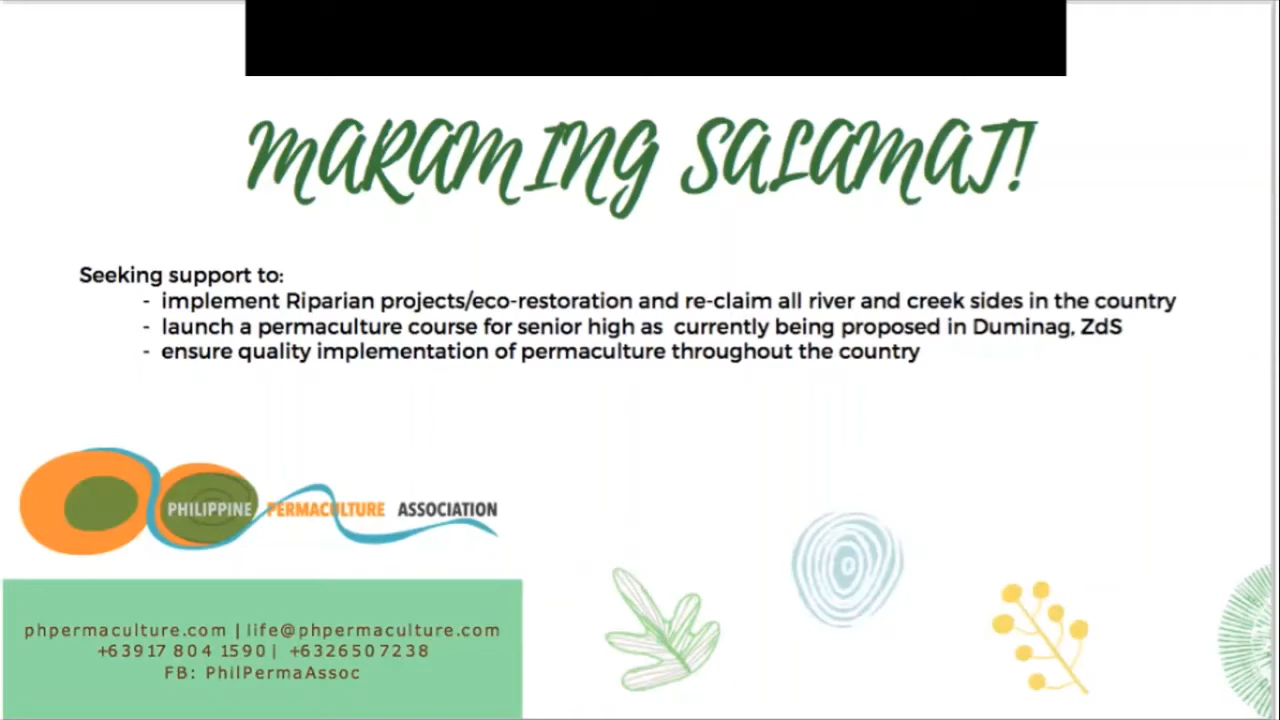 MARAMING SALAMAT!
Seeking support to:
- implement Riparian projects/eco-restoration and re-claim all river and creek sides in the country
- launch a permaculture course for senior high as currently being proposed in Duminag, ZdS
- ensure quality implementation of permaculture throughout the country
PHILIPPINE PERMACULTURE ASSOCIATION
phpermaculture.com | life@phpermaculture.com
+63917 804 1590 | +6326507238
FB: PhilPermaAssoc